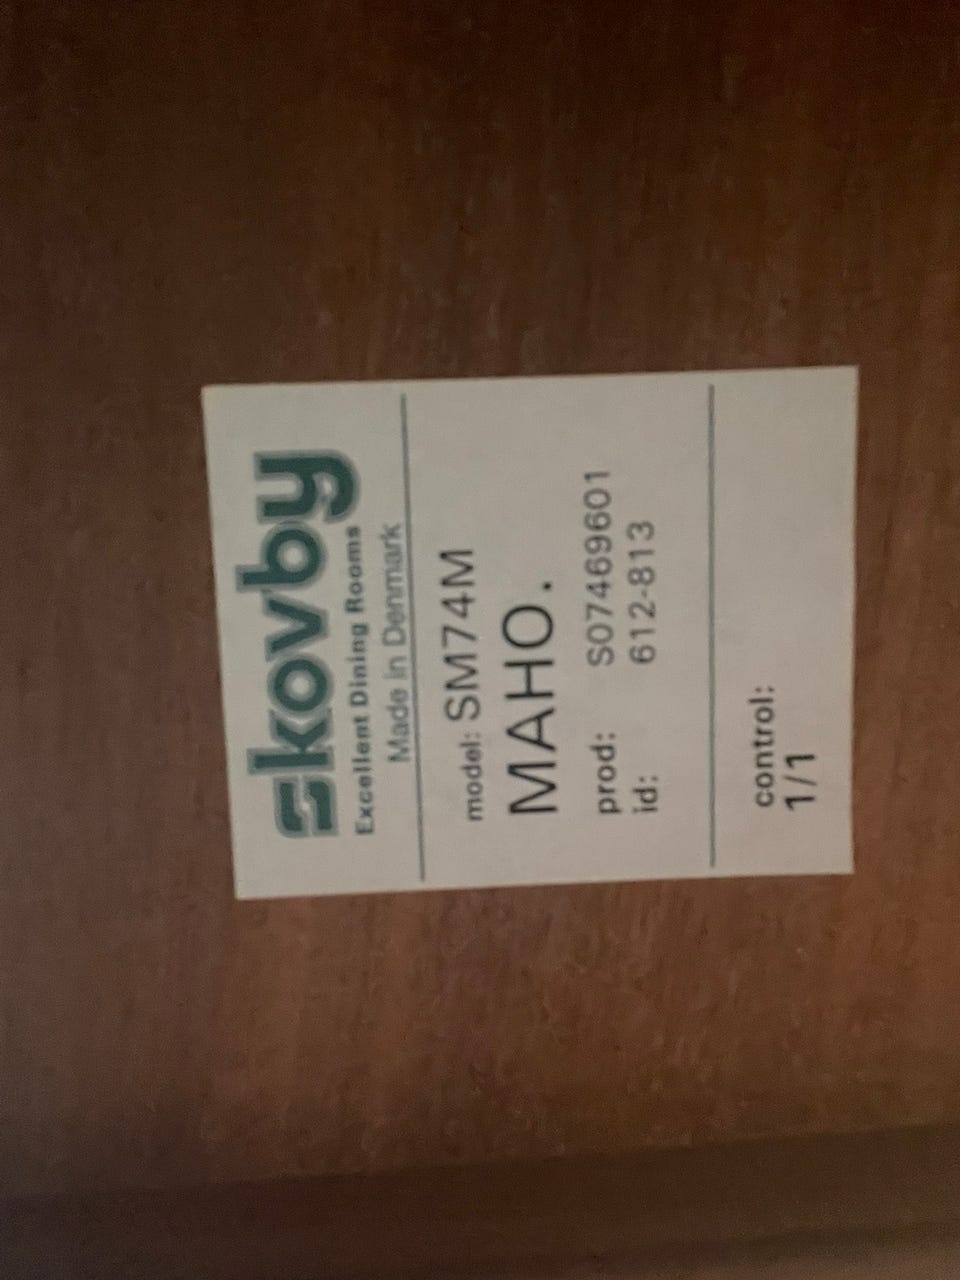 skovby
Excellent Dining Rooms
Made in Denmark
model: SM74M
MAHO.
prod: S07469601
id: 612-813
control:
1/1